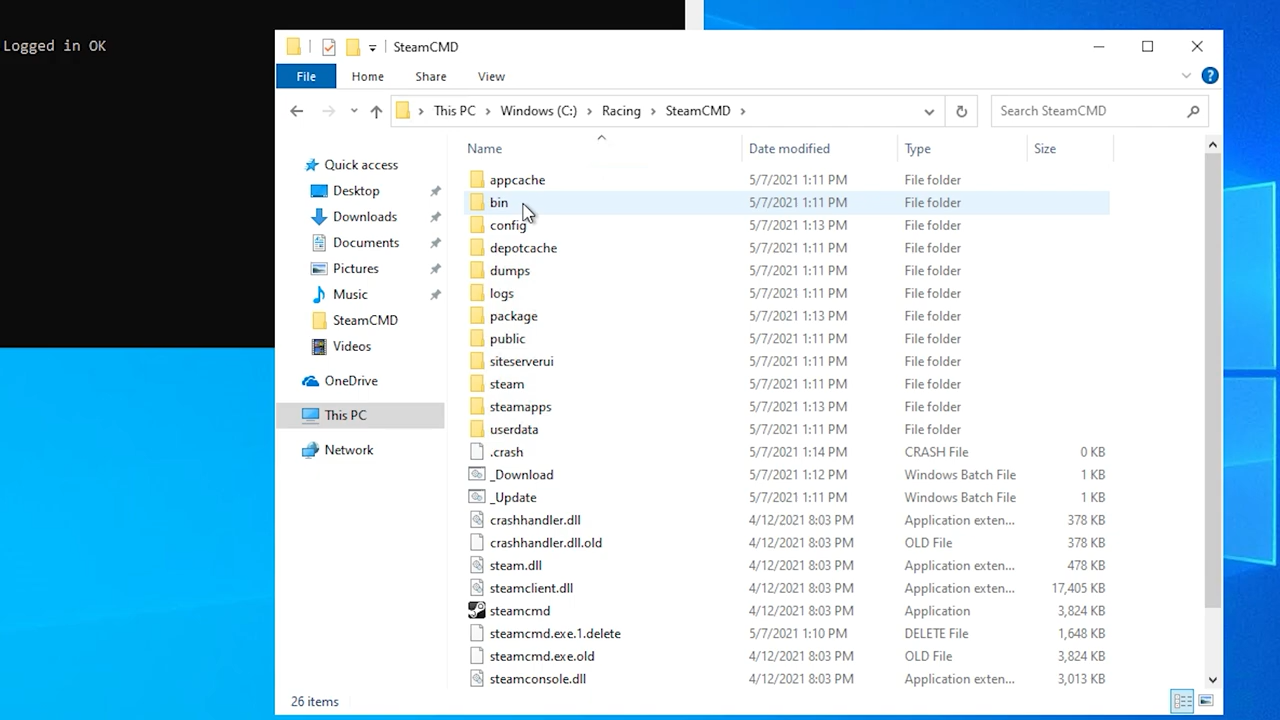 Logged in OK
SteamCMD
File Home Share View
This PC Windows (C:) Racing SteamCMD
Search SteamCMD
Name Date modified Type Size
Quick access
Desktop
Downloads
Documents
Pictures
Music
SteamCMD
Videos
OneDrive
This PC
Network
appcache 5/7/2021 1:11 PM File folder
bin 5/7/2021 1:11 PM File folder
config 5/7/2021 1:13 PM File folder
depotcache 5/7/2021 1:11 PM File folder
dumps 5/7/2021 1:11 PM File folder
logs 5/7/2021 1:11 PM File folder
package 5/7/2021 1:13 PM File folder
public 5/7/2021 1:11 PM File folder
siteserverui 5/7/2021 1:11 PM File folder
steam 5/7/2021 1:11 PM File folder
steamapps 5/7/2021 1:13 PM File folder
userdata 5/7/2021 1:11 PM File folder
.crash 5/7/2021 1:14 PM CRASH File 0 KB
_Download 5/7/2021 1:12 PM Windows Batch File 1 KB
_Update 5/7/2021 1:11 PM Windows Batch File 1 KB
crashhandler.dll 4/12/2021 8:03 PM Application exten... 378 KB
crashhandler.dll.old 4/12/2021 8:03 PM OLD File 378 KB
steam.dll 4/12/2021 8:03 PM Application exten... 478 KB
steamclient.dll 4/12/2021 8:03 PM Application exten... 17,405 KB
steamcmd 4/12/2021 8:03 PM Application 3,824 KB
steamcmd.exe.1.delete 5/7/2021 1:10 PM DELETE File 1,648 KB
steamcmd.exe.old 4/12/2021 8:03 PM OLD File 3,824 KB
steamconsole.dll 4/12/2021 8:03 PM Application exten... 3,013 KB
26 items